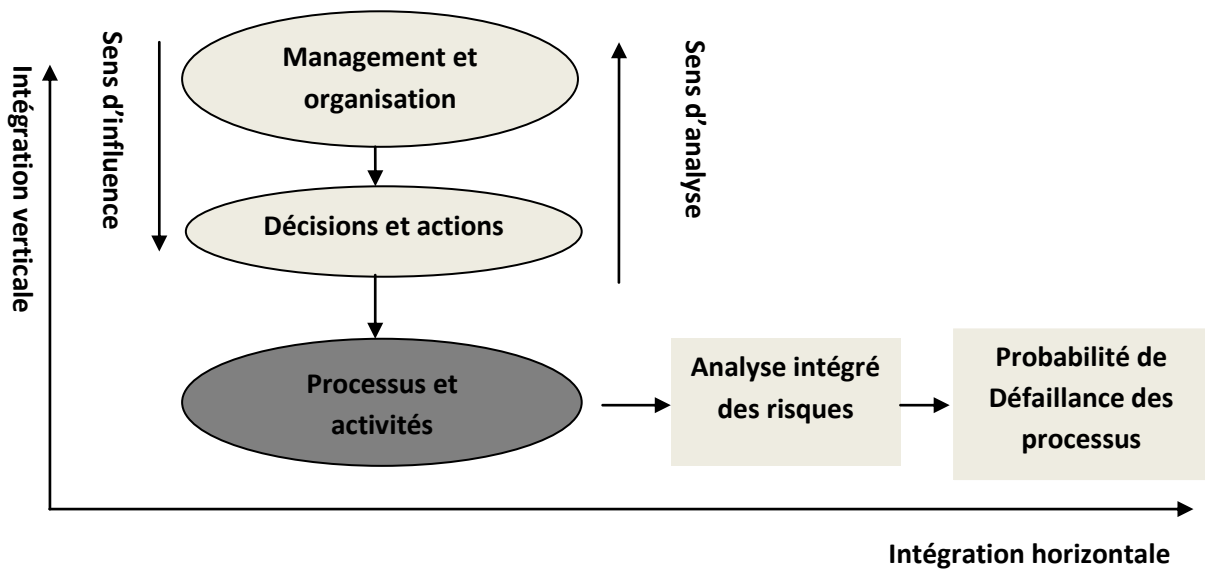 Intégration verticale
Sens d'influence
Management et
organisation
Sens d'analyse
Décisions et actions
Processus et
activités
Analyse intégré
des risques
Probabilité de
Défaillance des
processus
Intégration horizontale